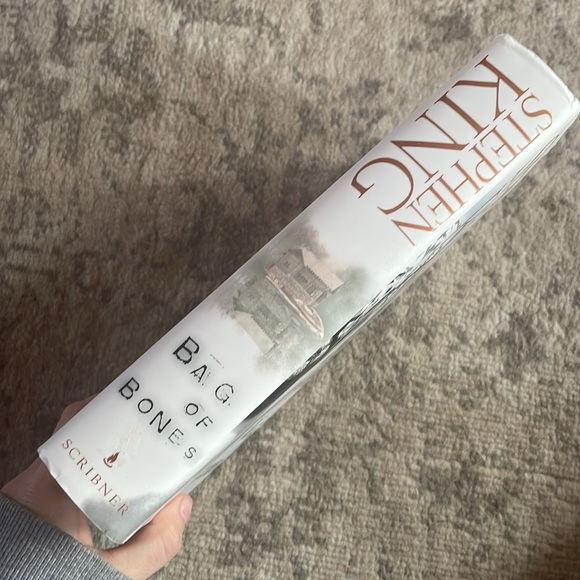 STEPHEN
KING
BAG
OF
BONES
SCRIBNER